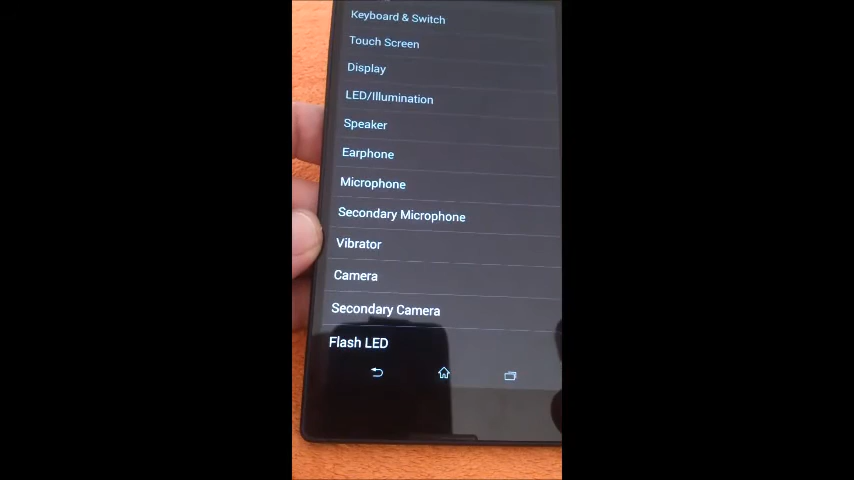 Keyboard & Switch
Touch Screen
Display
LED/Illumination
Speaker
Earphone
Microphone
Secondary Microphone
Vibrator
Camera
Secondary Camera
Flash LED